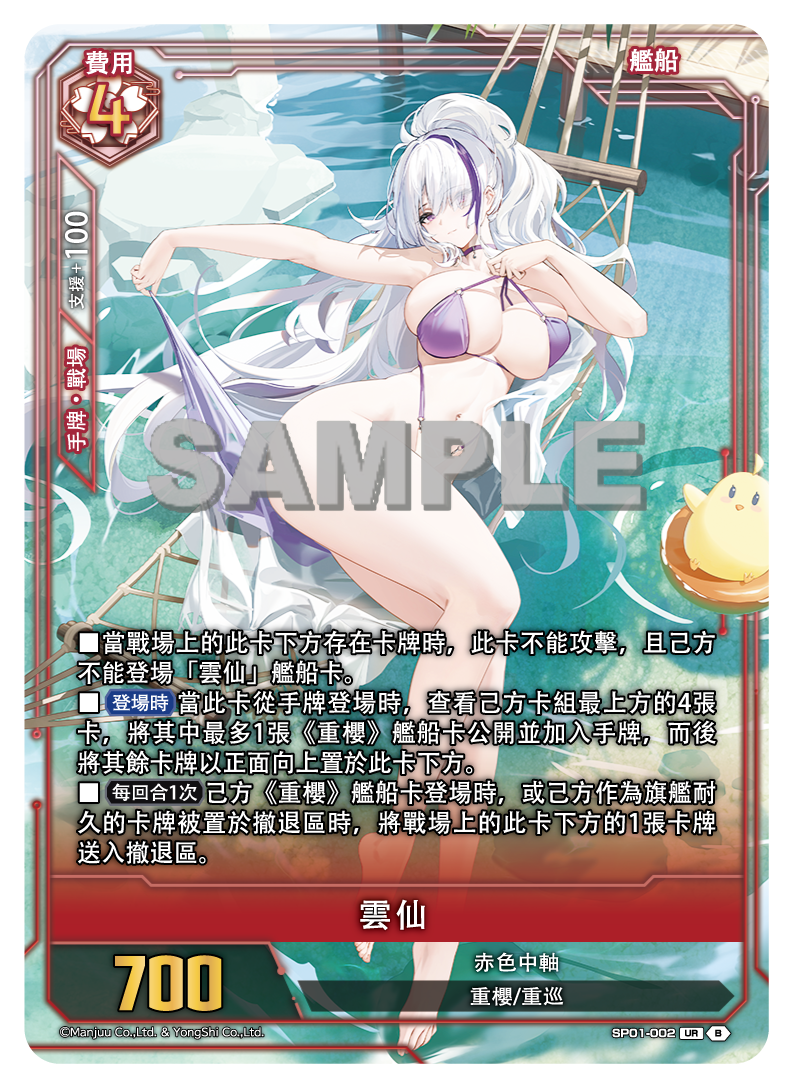 費用
艦船
4
支援+100
手牌・戰場
SAMPLE
■當戰場上的此卡下方存在卡牌時，此卡不能攻擊，且己方
不能登場「雲仙」艦船卡。
■登場時 當此卡從手牌登場時，查看己方卡組最上方的4張
卡，將其中最多1張《重櫻》艦船卡公開並加入手牌，而後
將其餘卡牌以正面向上置於此卡下方。
■每回合1次 己方《重櫻》艦船卡登場時，或己方作為旗艦耐
久的卡牌被置於撤退區時，將戰場上的此卡下方的1張卡牌
送入撤退區。
雲仙
700
赤色中軸
重櫻/重巡
©Manjuu Co.,Ltd. & YongShi Co.,Ltd.
SP01-002 UR B